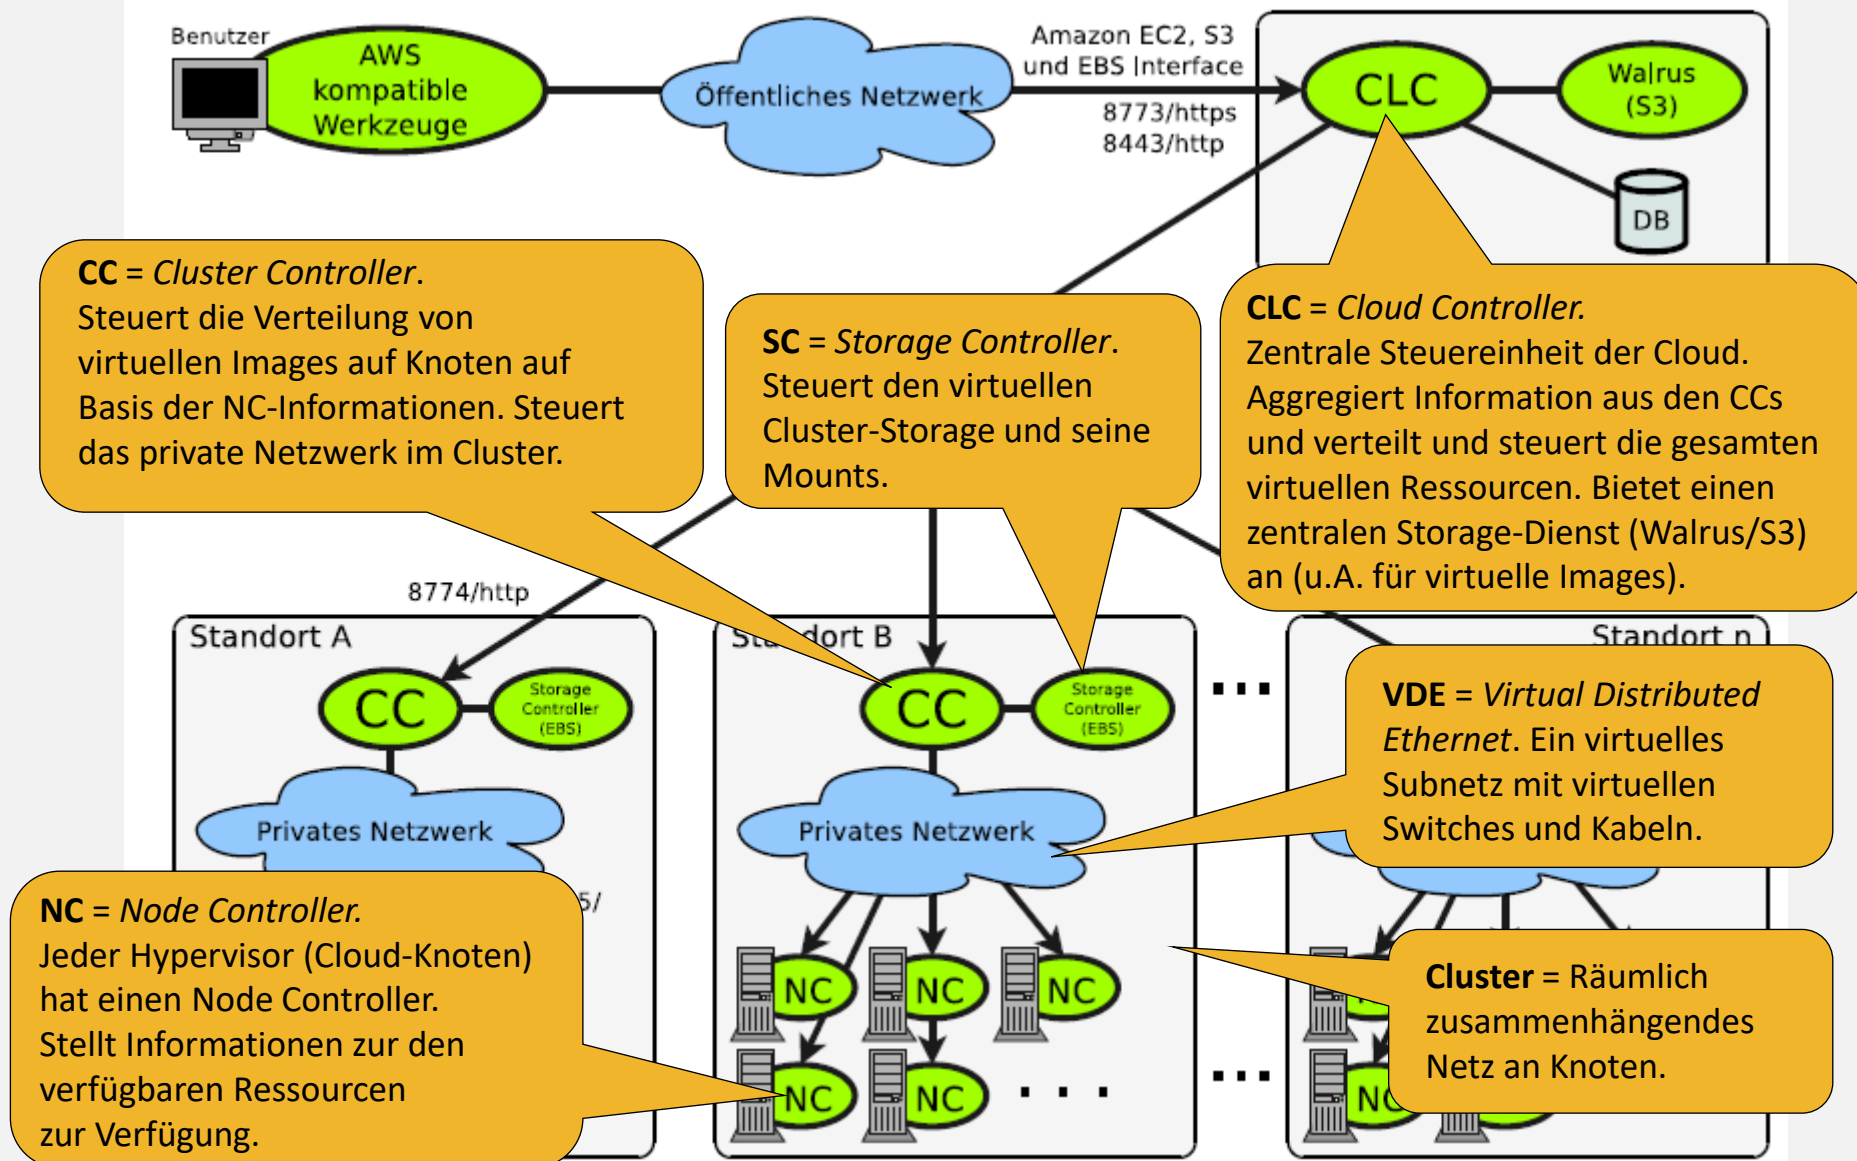 Benutzer
AWS
kompatible
Werkzeuge
Öffentliches Netzwerk
Amazon EC2, S3
und EBS Interface
8773/https
8443/http
CLC
Walrus
(S3)
DB
CC = Cluster Controller.
Steuert die Verteilung von
virtuellen Images auf Knoten auf
Basis der NC-Informationen. Steuert
das private Netzwerk im Cluster.
SC = Storage Controller.
Steuert den virtuellen
Cluster-Storage und seine
Mounts.
CLC = Cloud Controller.
Zentrale Steuereinheit der Cloud.
Aggregiert Information aus den CCs
und verteilt und steuert die gesamten
virtuellen Ressourcen. Bietet einen
zentralen Storage-Dienst (Walrus/S3)
an (u.A. für virtuelle Images).
8774/http
Standort A
CC
Storage
Controller
(EBS)
Privates Netzwerk
5/
Standort B
CC
Storage
Controller
(EBS)
Privates Netzwerk
NC
NC
NC
NC
NC
. . .
...
...
Standort n
VDE = Virtual Distributed
Ethernet. Ein virtuelles
Subnetz mit virtuellen
Switches und Kabeln.
NC = Node Controller.
Jeder Hypervisor (Cloud-Knoten)
hat einen Node Controller.
Stellt Informationen zur den
verfügbaren Ressourcen
zur Verfügung.
Cluster = Räumlich
zusammenhängendes
Netz an Knoten.
NC